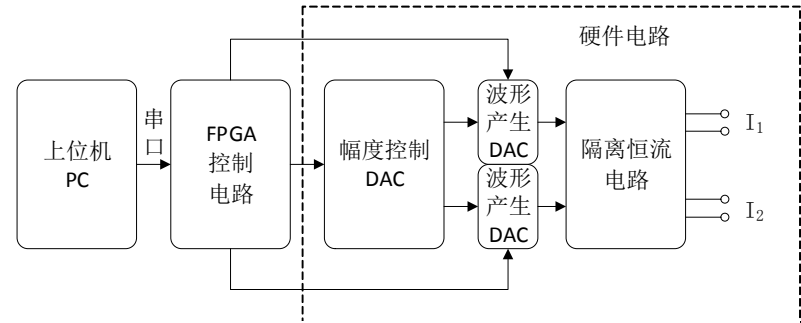 硬件电路
上位机
PC
串
口
FPGA
控制
电路
幅度控制
DAC
波形
产生
DAC
波形
产生
DAC
隔离恒流
电路
I₁
I₂